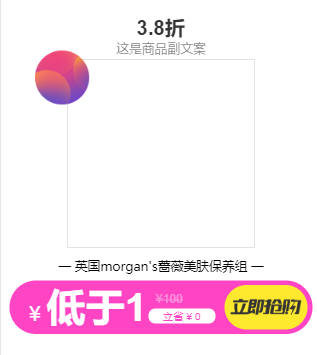 3.8折
这是商品副文案
— 英国morgan's蔷薇美肤保养组 —
¥低于1 ¥100
立省¥0
立即抢购